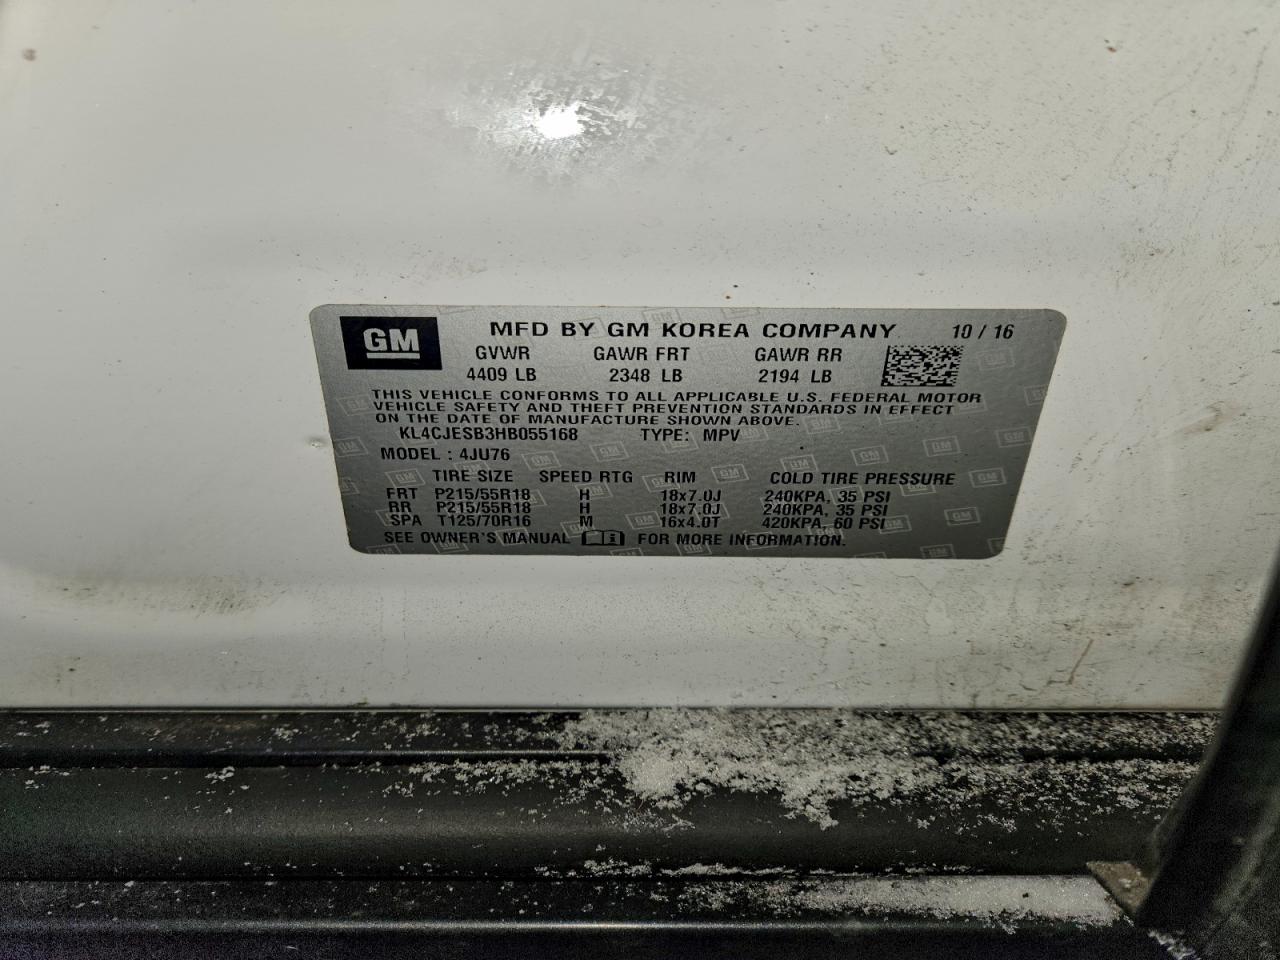 GM MFD BY GM KOREA COMPANY 10 / 16
GVWR GAWR FRT GAWR RR
4409 LB 2348 LB 2194 LB
THIS VEHICLE CONFORMS TO ALL APPLICABLE U.S. FEDERAL MOTOR
VEHICLE SAFETY AND THEFT PREVENTION STANDARDS IN EFFECT
ON THE DATE OF MANUFACTURE SHOWN ABOVE.
KL4CJESB3HB055168 TYPE: MPV
MODEL : 4JU76
TIRE SIZE SPEED RTG RIM COLD TIRE PRESSURE
FRT P215/55R18 H 18x7.0J 240KPA, 35 PSI
RR P215/55R18 H 18x7.0J 240KPA, 35 PSI
SPA T125/70R16 M 16x4.0T 420KPA, 60 PSI
SEE OWNER'S MANUAL i FOR MORE INFORMATION.